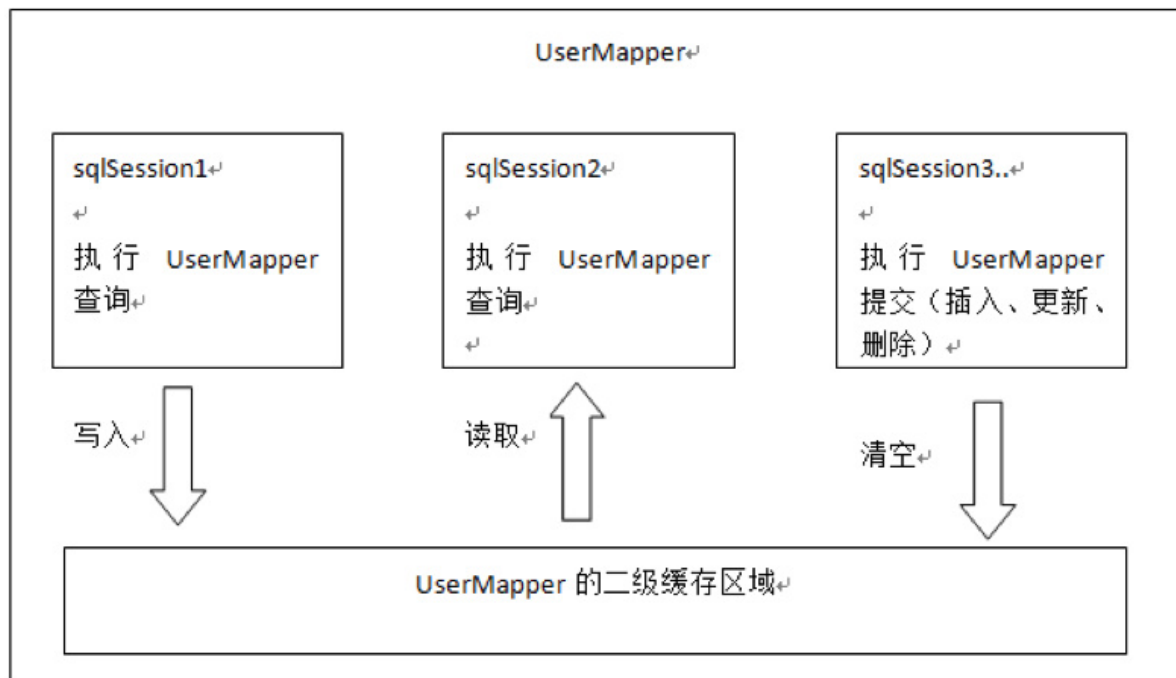 UserMapper
sqlSession1
执行 UserMapper
查询
sqlSession2
执行 UserMapper
查询
sqlSession3..
执行 UserMapper
提交（插入、更新、
删除）
写入
读取
清空
UserMapper 的二级缓存区域